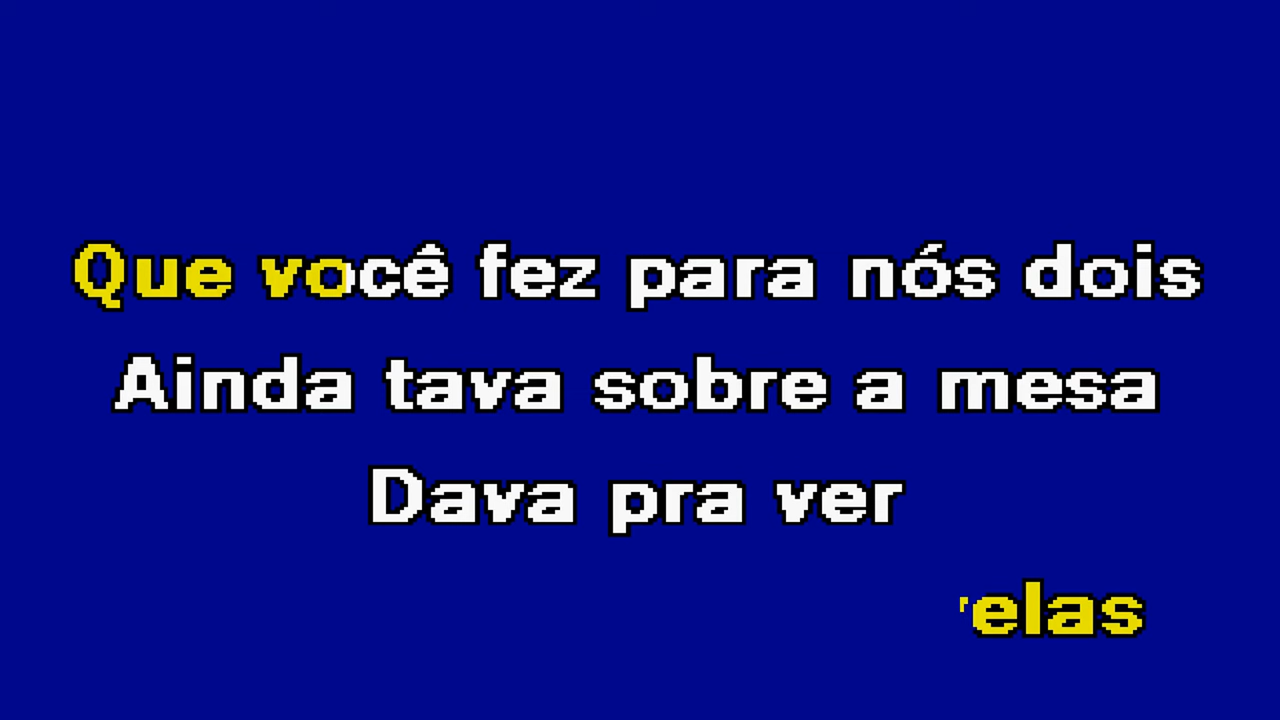 Que você fez para nós dois
Ainda tava sobre a mesa
Dava pra ver
elas